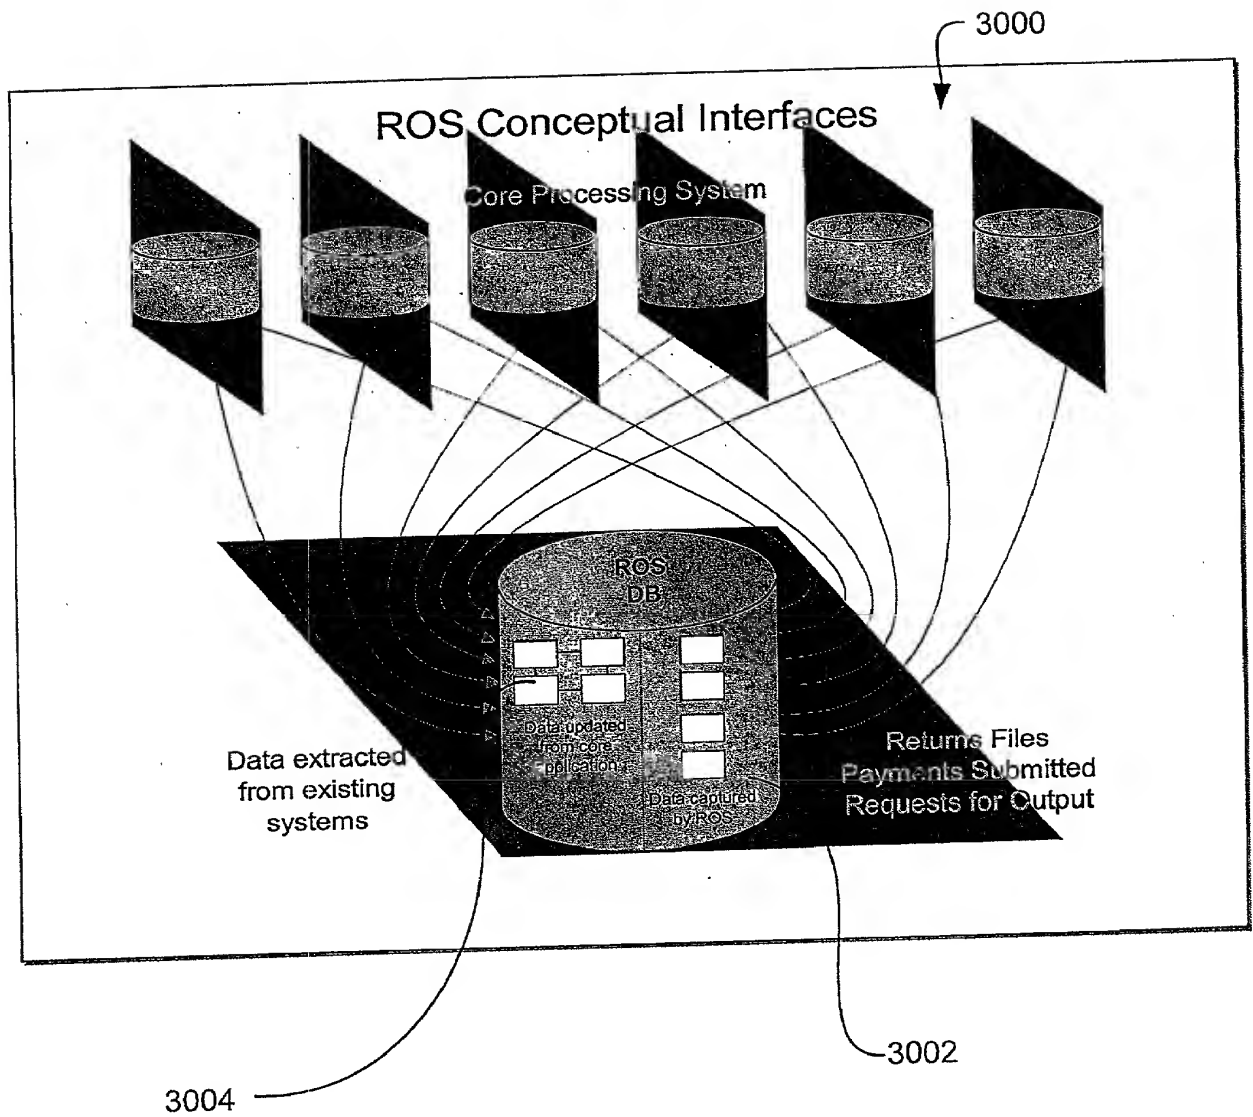 3000
ROS Conceptual Interfaces
Core Processing System
ROS
DB
Data updated
from core
pplication
Data captured
by ROS
Data extracted
from existing
systems
Returns Files
Payments Submitted
Requests for Output
3002
3004